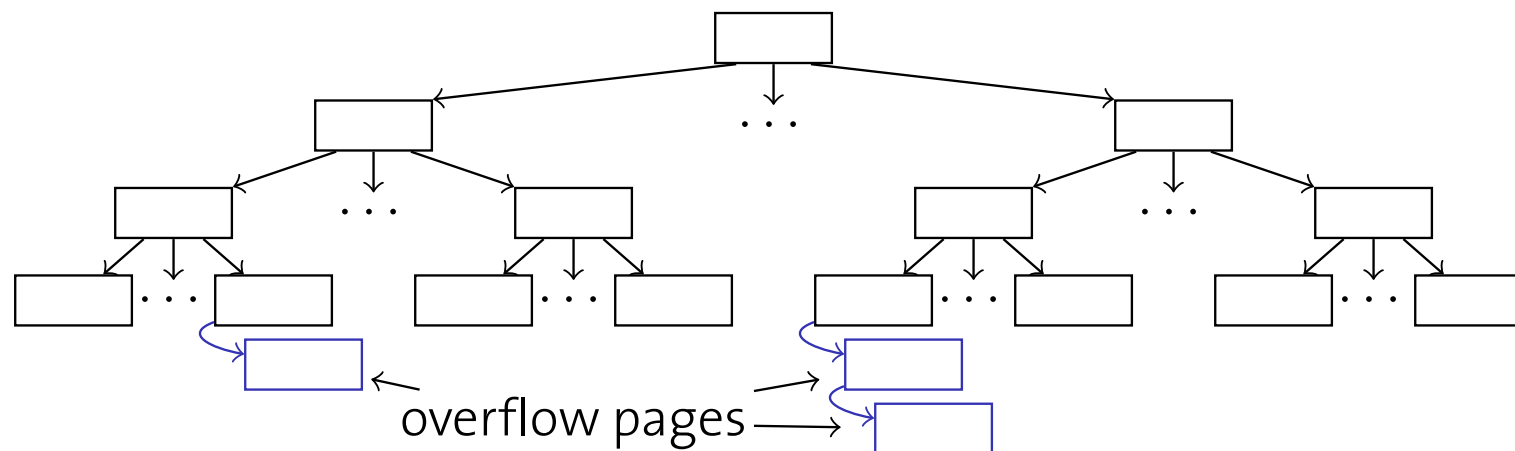 . . .
. . .
. . .
. . .
. . .
. . .
. . .
overflow pages